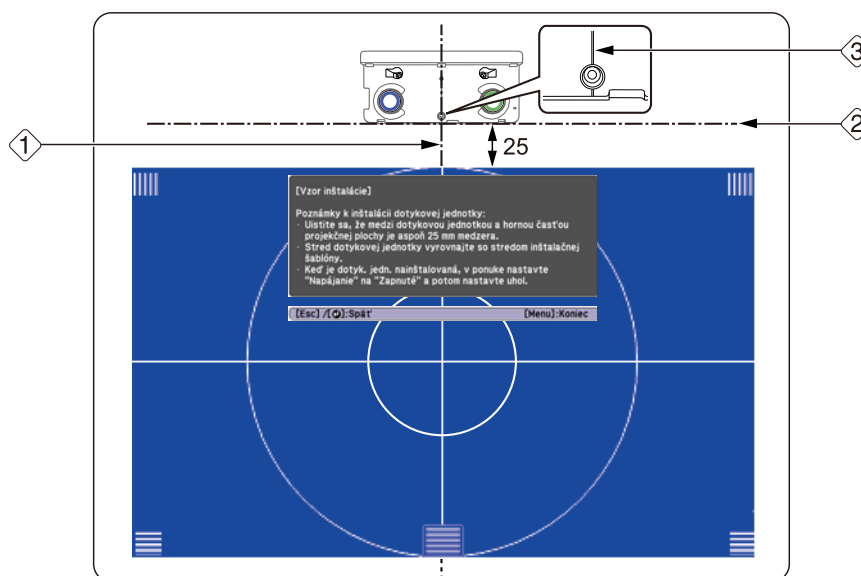 3
2
1
25
[Vzor inštalácie]
Poznámky k inštalácii dotykovej jednotky:
· Uistite sa, že medzi dotykovou jednotkou a hornou časťou
projekčnej plochy je aspoň 25 mm medzera.
· Stred dotykovej jednotky vyrovnajte so stredom inštalačnej
šablóny.
· Keď je dotyk. jedn. nainštalovaná, v ponuke nastavte
"Napájanie" na "Zapnuté" a potom nastavte uhol.
[Esc] /[]:Späť [Menu]:Koniec